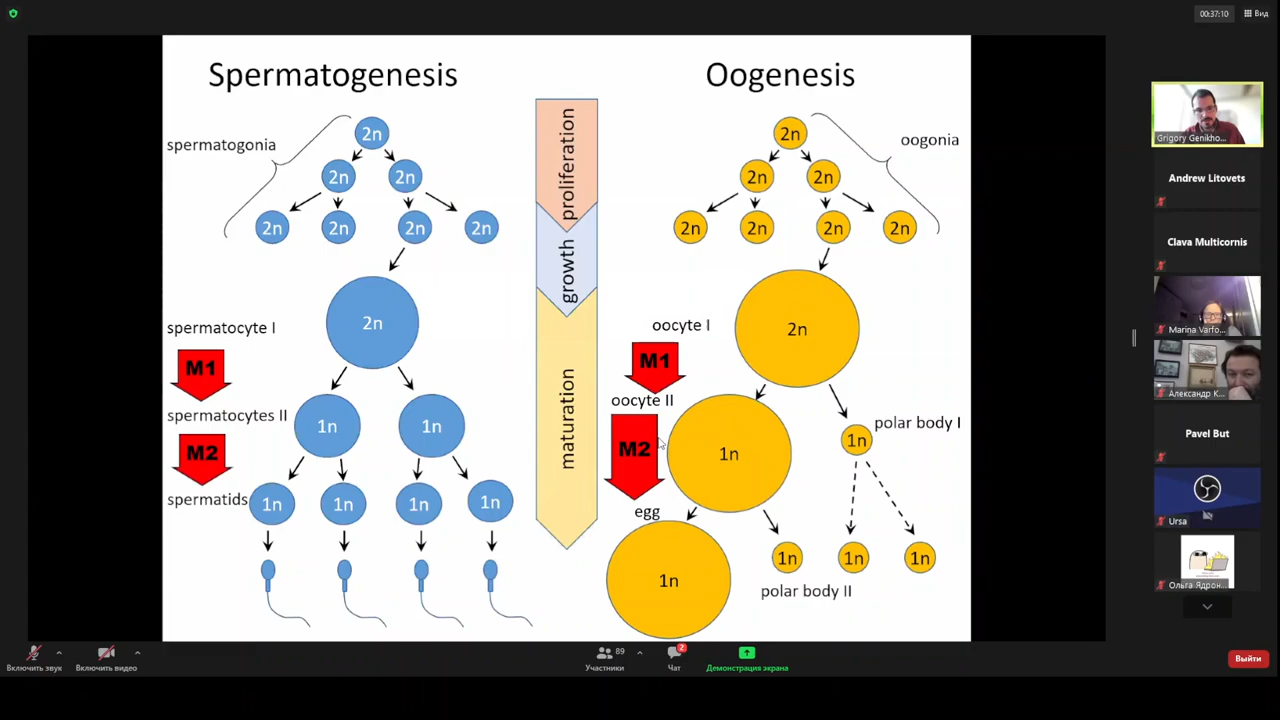 00:37:10
Вид
Spermatogenesis
Oogenesis
spermatogonia
2n
2n
2n
2n
2n
2n
2n
proliferation
growth
maturation
oogonia
2n
2n
2n
2n
2n
2n
2n
spermatocyte I
2n
M1
spermatocytes II
1n
1n
M2
spermatids
1n
1n
1n
1n
oocyte I
2n
M1
oocyte II
polar body I
1n
M2
1n
egg
1n
1n
1n
1n
polar body II
Grigory Genikho...
Andrew Litovets
Clava Multicornis
Marina Varfo...
Александр К...
Pavel But
Ursa
Ольга Ядрон...
Включить звук
Включить видео
89
Участники
2
Чат
Демонстрация экрана
Выйти